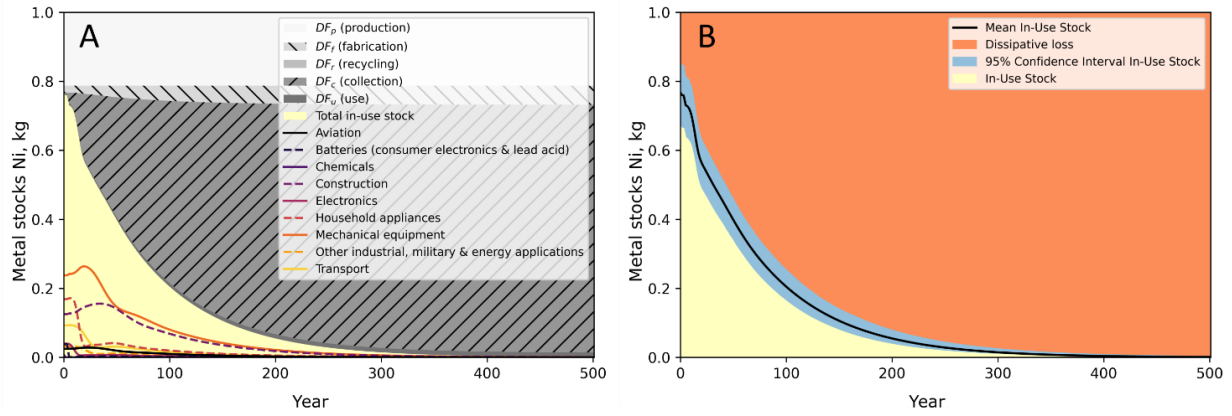 A
1.0
0.8
0.6
0.4
0.2
0.0
Metal stocks Ni, kg
DF_p (production)
DF_f (fabrication)
DF_r (recycling)
DF_c (collection)
DF_u (use)
Total in-use stock
Aviation
Batteries (consumer electronics & lead acid)
Chemicals
Construction
Electronics
Household appliances
Mechanical equipment
Other industrial, military & energy applications
Transport
0 100 200 300 400 500
Year
B
1.0
0.8
0.6
0.4
0.2
0.0
Metal stocks Ni, kg
Mean In-Use Stock
Dissipative loss
95% Confidence Interval In-Use Stock
In-Use Stock
0 100 200 300 400 500
Year